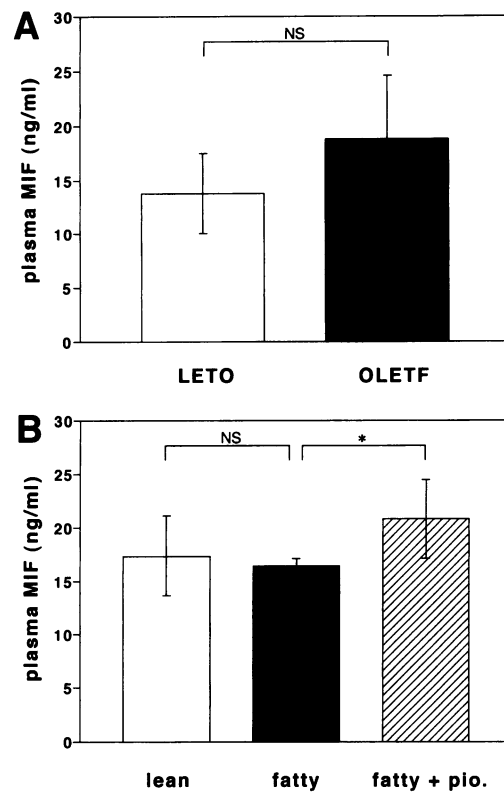 A
plasma MIF (ng/ml)
30
25
20
15
10
5
0
NS
LETO OLETF
B
plasma MIF (ng/ml)
30
25
20
15
10
5
0
NS *
lean fatty fatty + pio.